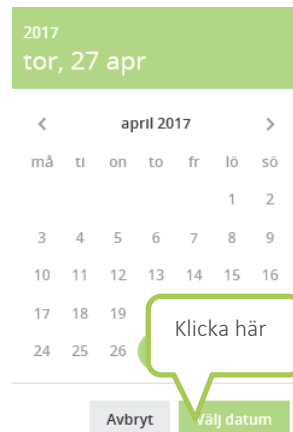 2017
tor, 27 apr
april 2017
må ti on to fr lö sö
1 2
3 4 5 6 7 8 9
10 11 12 13 14 15 16
17 18 19
Klicka här
24 25 26
Avbryt Välj datum